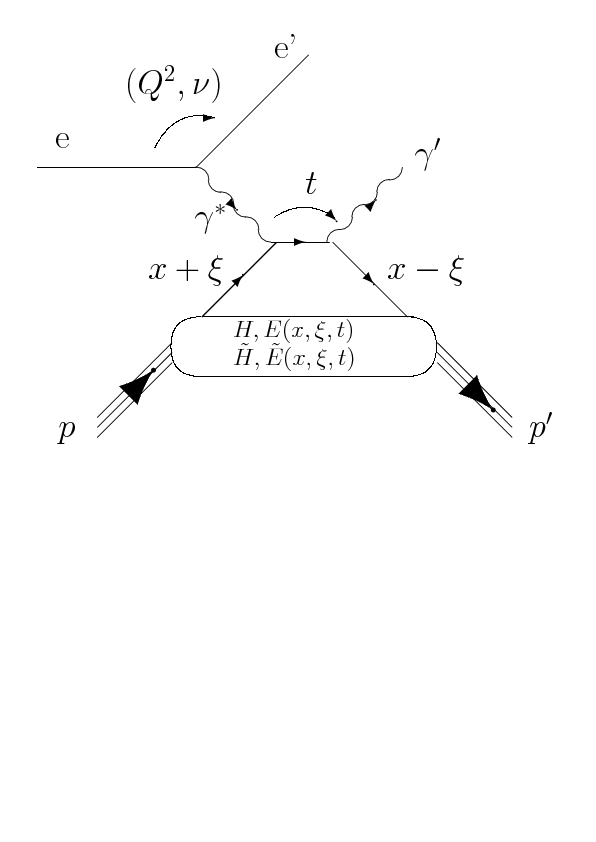 e'
(Q², ν)
e
γ′
t
γ*
x + ξ
x − ξ
H, E(x, ξ, t)
H̃, Ẽ(x, ξ, t)
p
p′